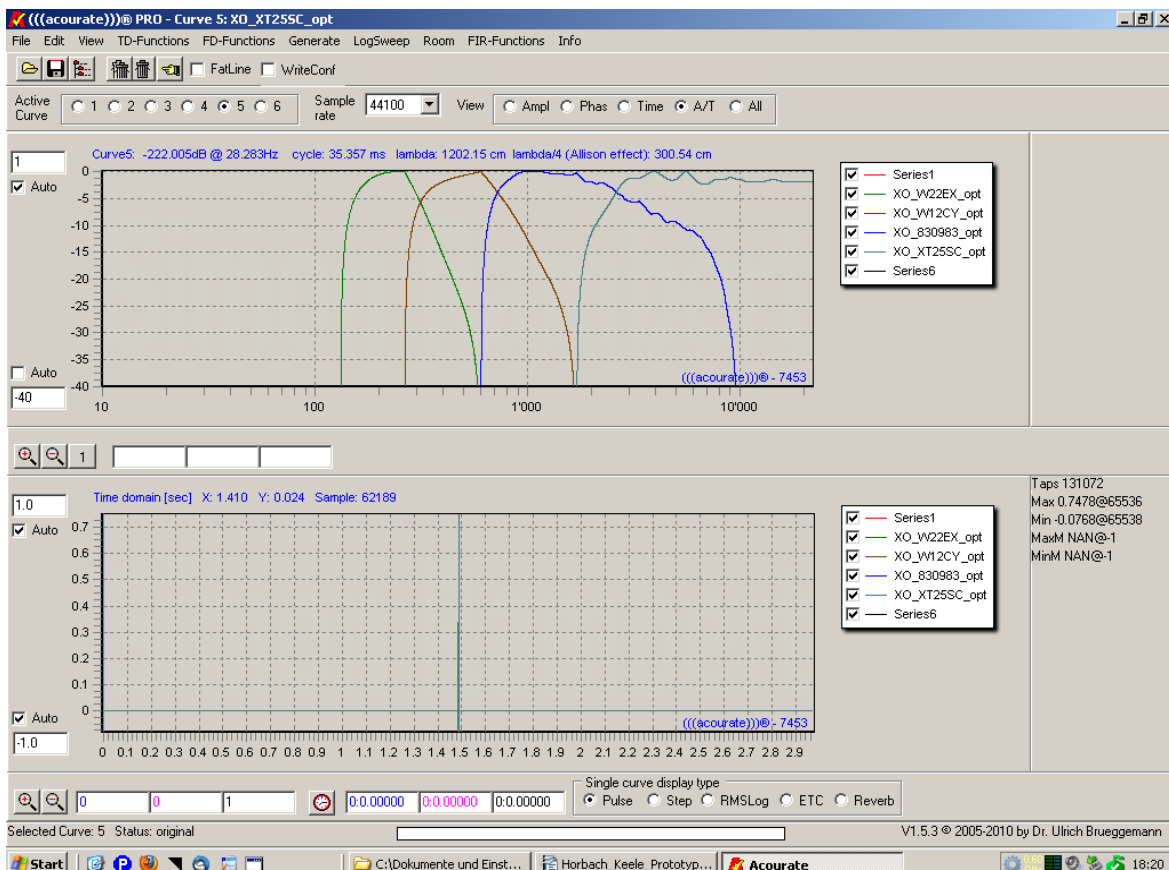 (((acourate)))® PRO - Curve 5: XO_XT25SC_opt
File Edit View TD-Functions FD-Functions Generate LogSweep Room FIR-Functions Info
FatLine WriteConf
Active Curve 1 2 3 4 5 6 Sample rate 44100 View Ampl Phas Time A/T All
Curve5: -222.005dB @ 28.283Hz cycle: 35.357 ms lambda: 1202.15 cm lambda/4 (Allison effect): 300.54 cm
1
Auto
0
-5
-10
-15
-20
-25
-30
-35
-40
Auto
-40
Series1
XO_W22EX_opt
XO_W12CY_opt
XO_830983_opt
XO_XT25SC_opt
Series6
(((acourate)))® - 7453
10 100 1'000 10'000
1
Time domain [sec] X: 1.410 Y: 0.024 Sample: 62189
1.0
Auto
0.7
0.6
0.5
0.4
0.3
0.2
0.1
0
Auto
-1.0
Series1
XO_W22EX_opt
XO_W12CY_opt
XO_830983_opt
XO_XT25SC_opt
Series6
Taps 131072
Max 0.7478@65536
Min -0.0768@65538
MaxM NAN@-1
MinM NAN@-1
(((acourate)))® - 7453
0 0.1 0.2 0.3 0.4 0.5 0.6 0.7 0.8 0.9 1 1.1 1.2 1.3 1.4 1.5 1.6 1.7 1.8 1.9 2 2.1 2.2 2.3 2.4 2.5 2.6 2.7 2.8 2.9
0 0 1 0:0.00000 0:0.00000 0:0.00000
Single curve display type
Pulse Step RMSLog ETC Reverb
Selected Curve: 5 Status: original
V1.5.3 © 2005-2010 by Dr. Ulrich Brueggemann
Start C:\Dokumente und Einst... Horbach Keele Prototyp... Acourate 18:20